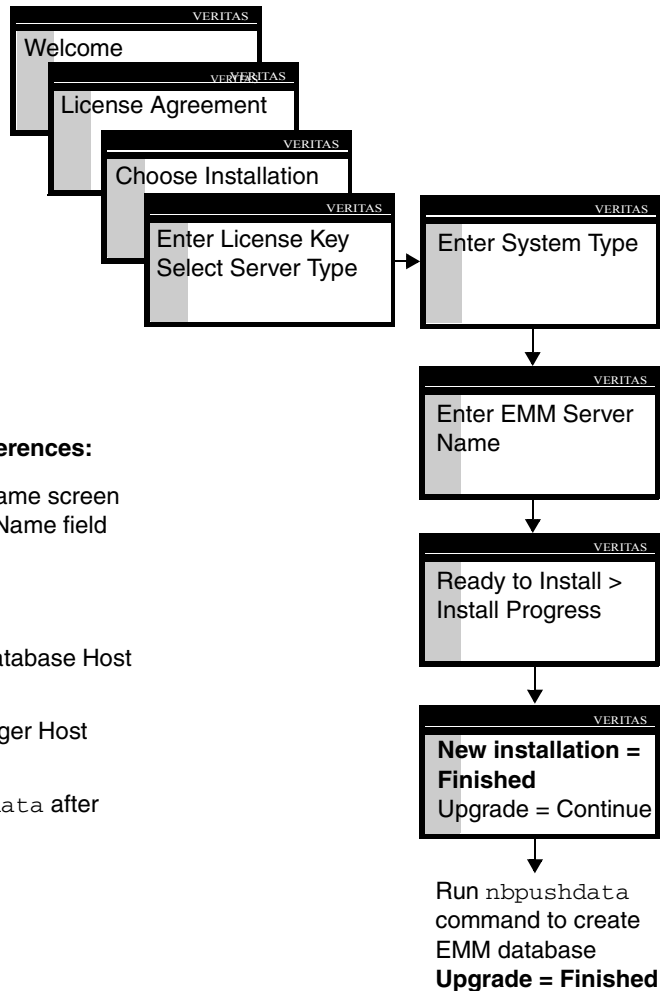 VERITAS
Welcome
VERITAS
VERITAS
License Agreement
VERITAS
Choose Installation
VERITAS
Enter License Key
Select Server Type
VERITAS
Enter System Type
VERITAS
Enter EMM Server
Name
VERITAS
Ready to Install >
Install Progress
VERITAS
New installation =
Finished
Upgrade = Continue
Run nbpushdata
command to create
EMM database
Upgrade = Finished
erences:
ame screen
Name field
atabase Host
ger Host
ata after